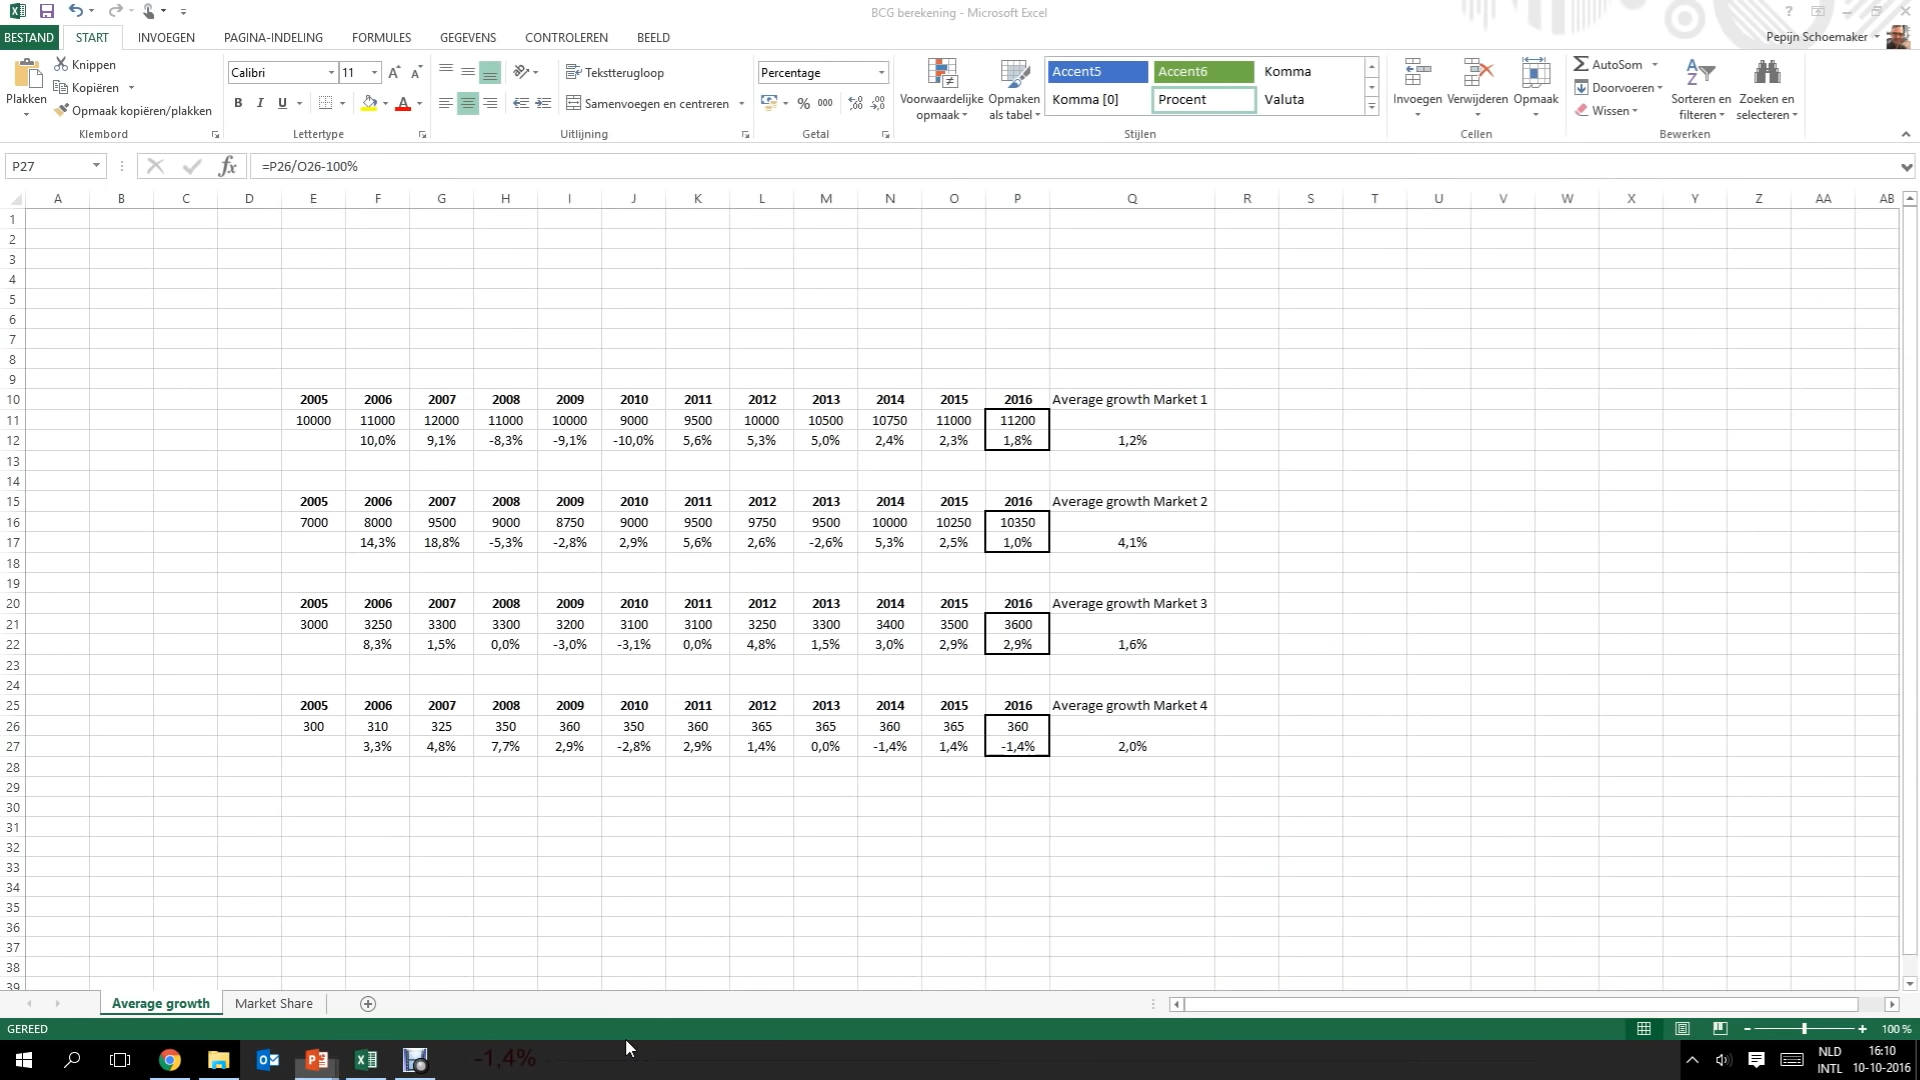 BCG berekening - Microsoft Excel
BESTAND START INVOEGEN PAGINA-INDELING FORMULES GEGEVENS CONTROLEREN BEELD Pepijn Schoemaker
Plakken
Knippen
Kopiëren
Opmaak kopiëren/plakken
Klembord
Calibri 11
B I U
Lettertype
Tekstterugloop
Samenvoegen en centreren
Uitlijning
Percentage
% 000
Getal
Voorwaardelijke opmaak
Opmaken als tabel
Accent5 Accent6 Komma
Komma [0] Procent Valuta
Stijlen
Invoegen Verwijderen Opmaak
Cellen
AutoSom
Doorvoeren
Wissen
Sorteren en filteren
Zoeken en selecteren
Bewerken
P27 fx =P26/O26-100%
A B C D E F G H I J K L M N O P Q R S T U V W X Y Z AA AB
1
2
3
4
5
6
7
8
9
10 2005 2006 2007 2008 2009 2010 2011 2012 2013 2014 2015 2016 Average growth Market 1
11 10000 11000 12000 11000 10000 9000 9500 10000 10500 10750 11000 11200
12 10,0% 9,1% -8,3% -9,1% -10,0% 5,6% 5,3% 5,0% 2,4% 2,3% 1,8% 1,2%
13
14
15 2005 2006 2007 2008 2009 2010 2011 2012 2013 2014 2015 2016 Average growth Market 2
16 7000 8000 9500 9000 8750 9000 9500 9750 9500 10000 10250 10350
17 14,3% 18,8% -5,3% -2,8% 2,9% 5,6% 2,6% -2,6% 5,3% 2,5% 1,0% 4,1%
18
19
20 2005 2006 2007 2008 2009 2010 2011 2012 2013 2014 2015 2016 Average growth Market 3
21 3000 3250 3300 3300 3200 3100 3100 3250 3300 3400 3500 3600
22 8,3% 1,5% 0,0% -3,0% -3,1% 0,0% 4,8% 1,5% 3,0% 2,9% 2,9% 1,6%
23
24
25 2005 2006 2007 2008 2009 2010 2011 2012 2013 2014 2015 2016 Average growth Market 4
26 300 310 325 350 360 350 360 365 365 360 365 360
27 3,3% 4,8% 7,7% 2,9% -2,8% 2,9% 1,4% 0,0% -1,4% 1,4% -1,4% 2,0%
28
29
30
31
32
33
34
35
36
37
38
39
Average growth Market Share
GEREED 100 %
-1,4%
NLD
INTL
16:10
10-10-2016